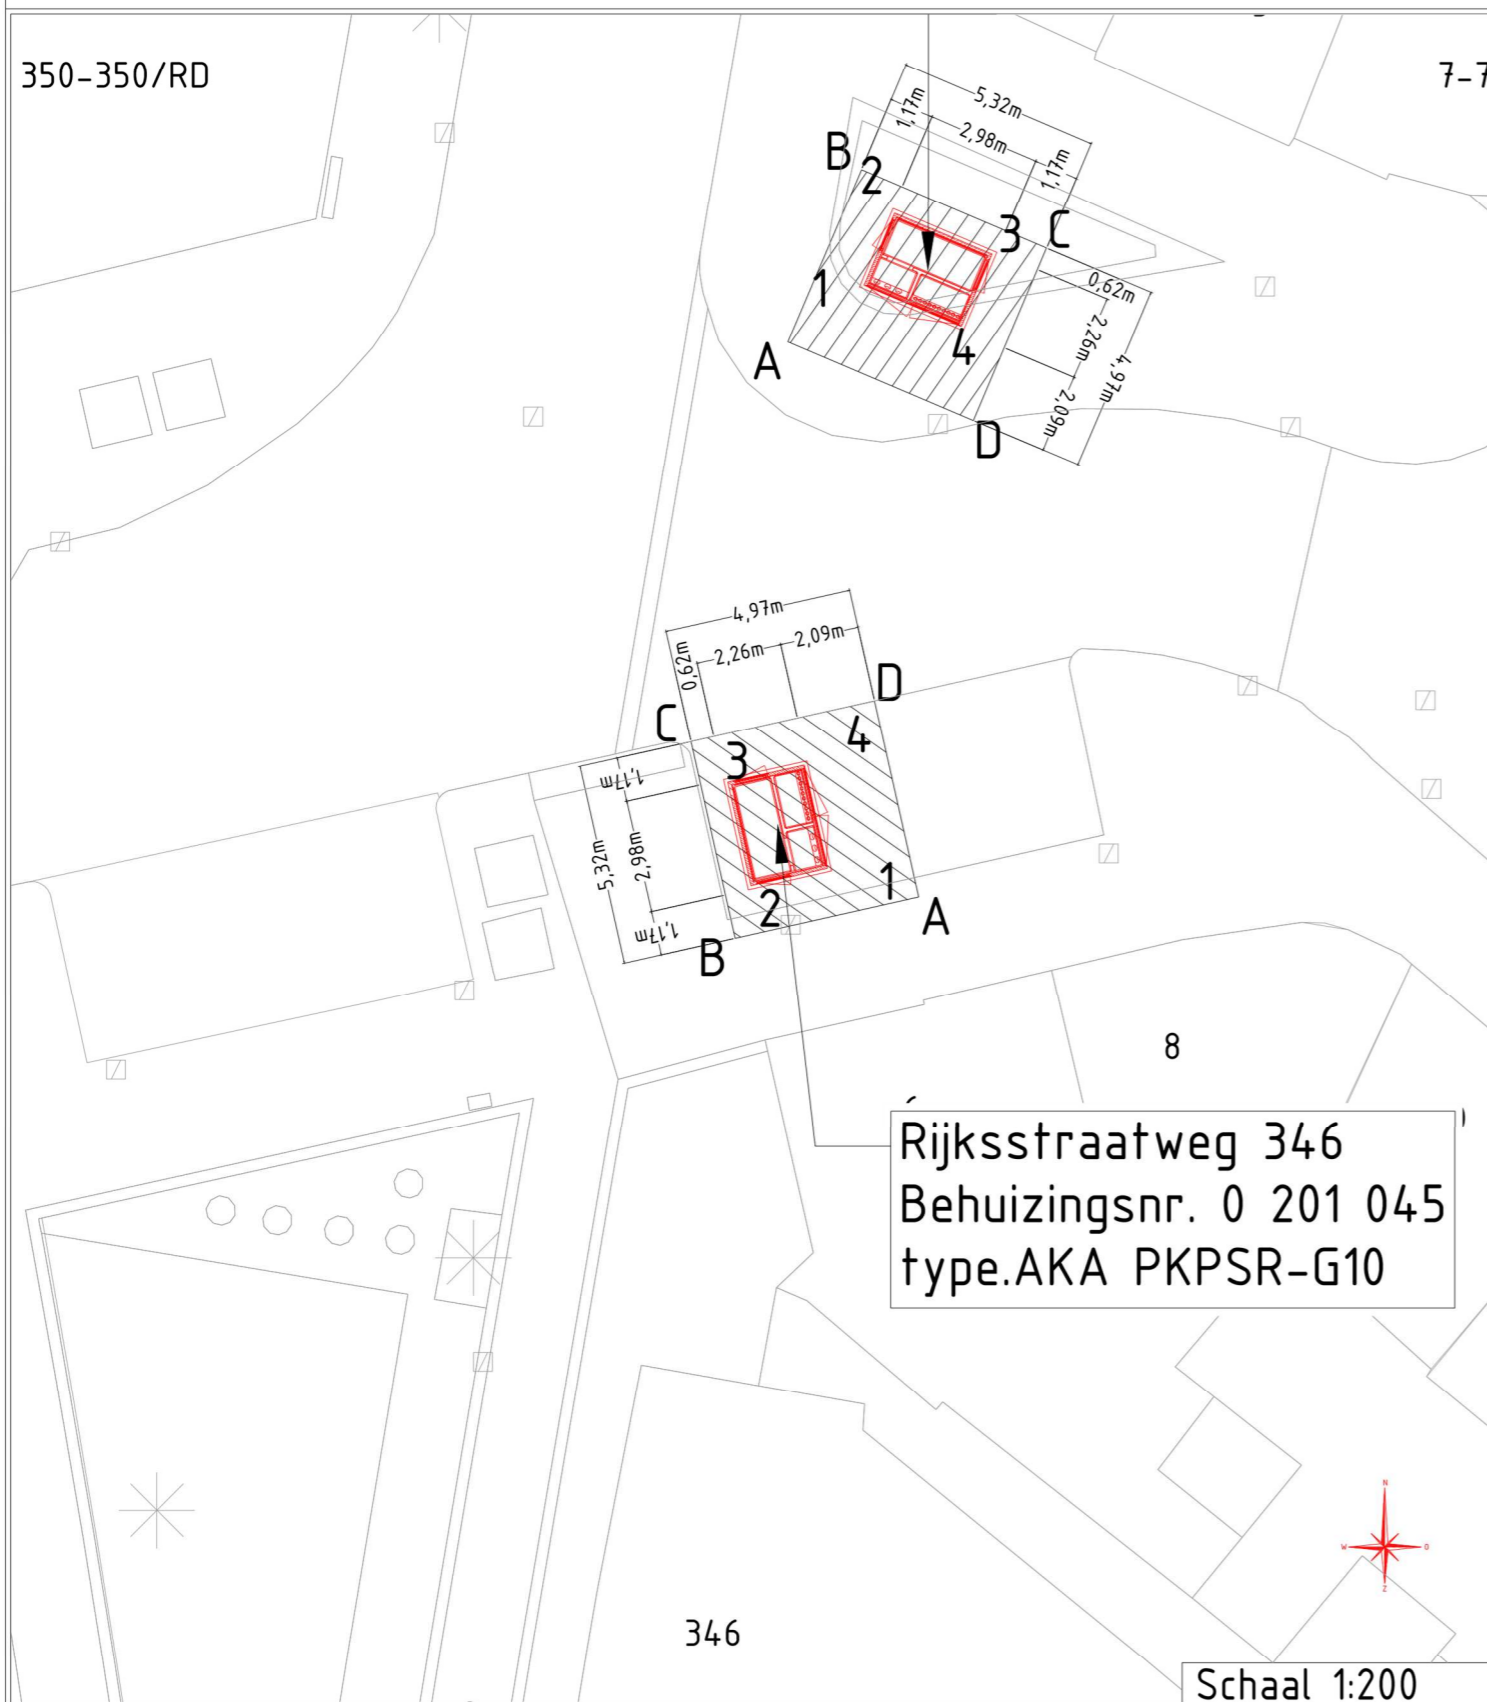 350-350/RD
7-7
5,32m
1,17m
2,98m
1,17m
B
2
3
C
1
0,62m
2,26m
4,97m
A
4
2,09m
D
4,97m
2,26m
2,09m
0,62m
D
C
4
3
1,17m
5,32m
2,98m
1
2
1,17m
A
B
8
Rijksstraatweg 346
Behuizingsnr. 0 201 045
type.AKA PKPSR-G10
N
W
O
Z
346
Schaal 1:200